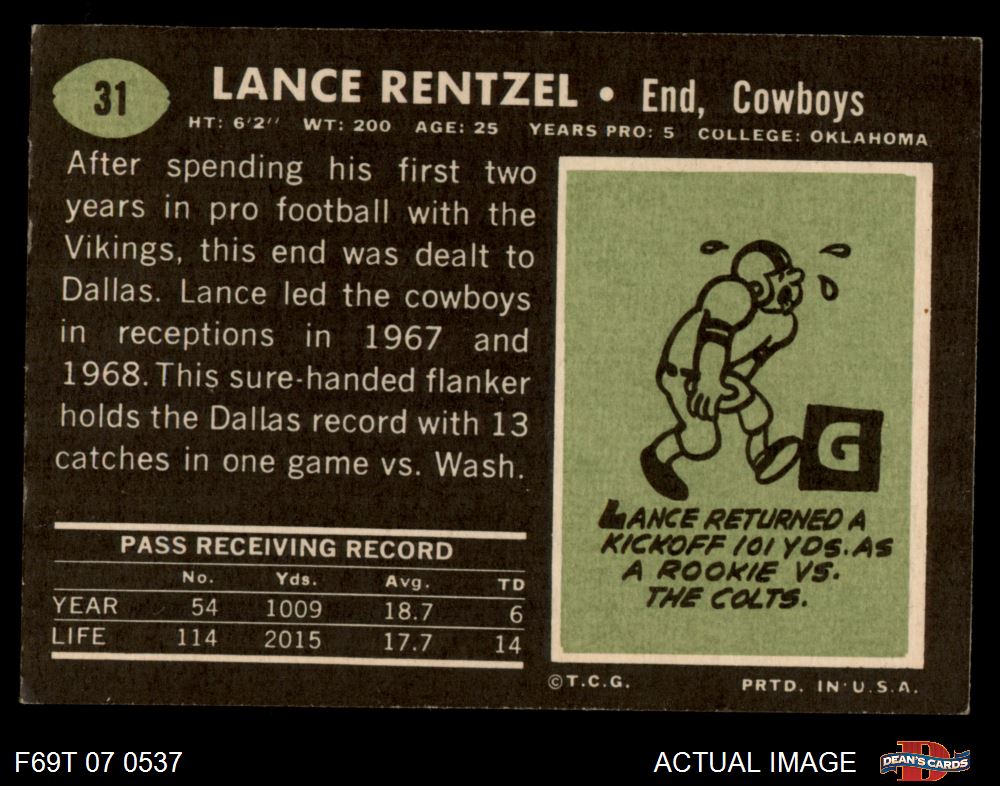 31
LANCE RENTZEL • End, Cowboys
HT: 6'2'' WT: 200 AGE: 25 YEARS PRO: 5 COLLEGE: OKLAHOMA
After spending his first two
years in pro football with the
Vikings, this end was dealt to
Dallas. Lance led the cowboys
in receptions in 1967 and
1968. This sure-handed flanker
holds the Dallas record with 13
catches in one game vs. Wash.
PASS RECEIVING RECORD
No. Yds. Avg. TD
YEAR 54 1009 18.7 6
LIFE 114 2015 17.7 14
G
LANCE RETURNED A
KICKOFF 101 YDS. AS
A ROOKIE VS.
THE COLTS.
©T.C.G. PRTD. IN U.S.A.
F69T 07 0537 ACTUAL IMAGE
D
DEAN'S CARDS